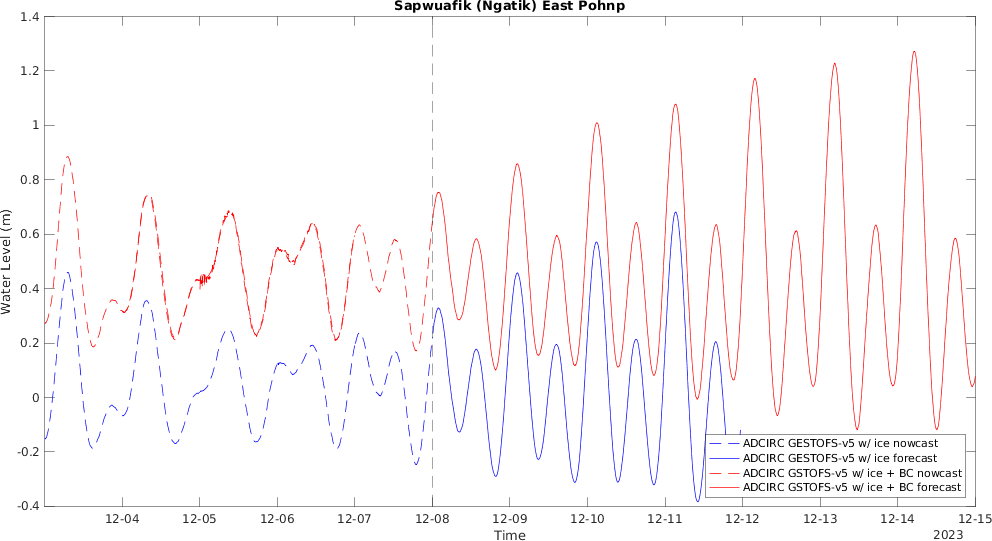 Sapwuafik (Ngatik) East Pohnp
1.4
1.2
1
0.8
0.6
0.4
0.2
0
-0.2
-0.4
Water Level (m)
12-04 12-05 12-06 12-07 12-08 12-09 12-10 12-11 12-12 12-13 12-14 12-15
Time
2023
ADCIRC GESTOFS-v5 w/ ice nowcast
ADCIRC GESTOFS-v5 w/ ice forecast
ADCIRC GSTOFS-v5 w/ ice + BC nowcast
ADCIRC GSTOFS-v5 w/ ice + BC forecast